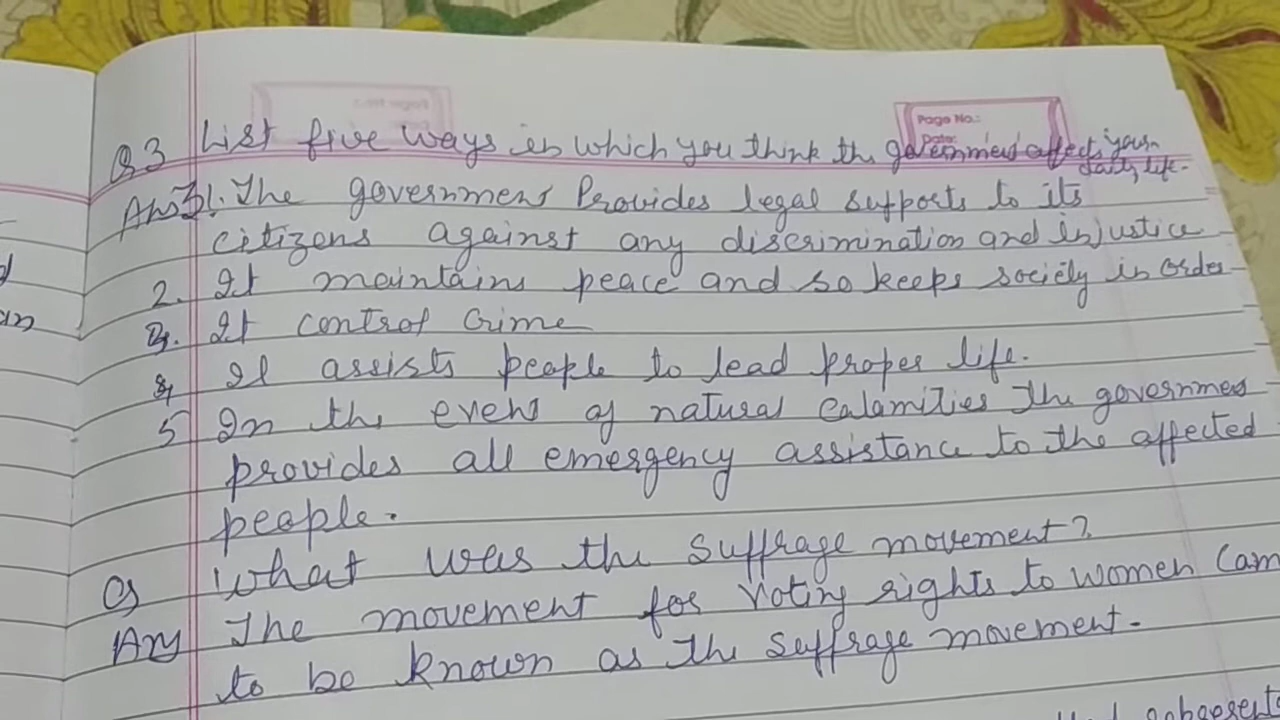 Page No.:
Date:
Q3 List five ways in which you think the government affects your
daily life.
Ans 1. The government Provides legal supports to its
citizens against any discrimination and injustice
2. It maintains peace and so keeps society in order
3. It control crime
4 It assists people to lead proper life.
5 In the event of natural calamities The government
provides all emergency assistance to the affected
people.
Q What was the suffrage movement?
Ans The movement for voting rights to women Cam
to be known as the suffrage movement.